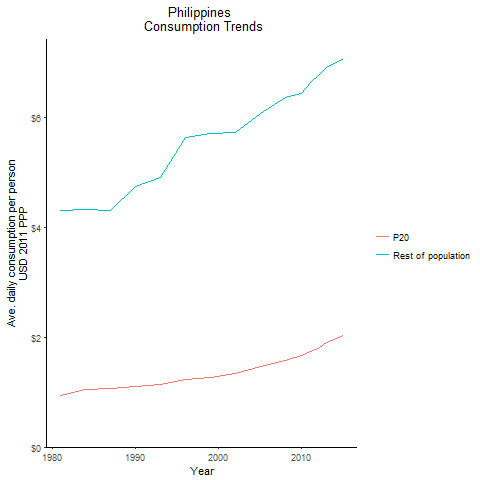 Philippines
Consumption Trends
Ave. daily consumption per person
USD 2011 PPP
$6
$4
$2
$0
1980
1990
2000
2010
Year
P20
Rest of population